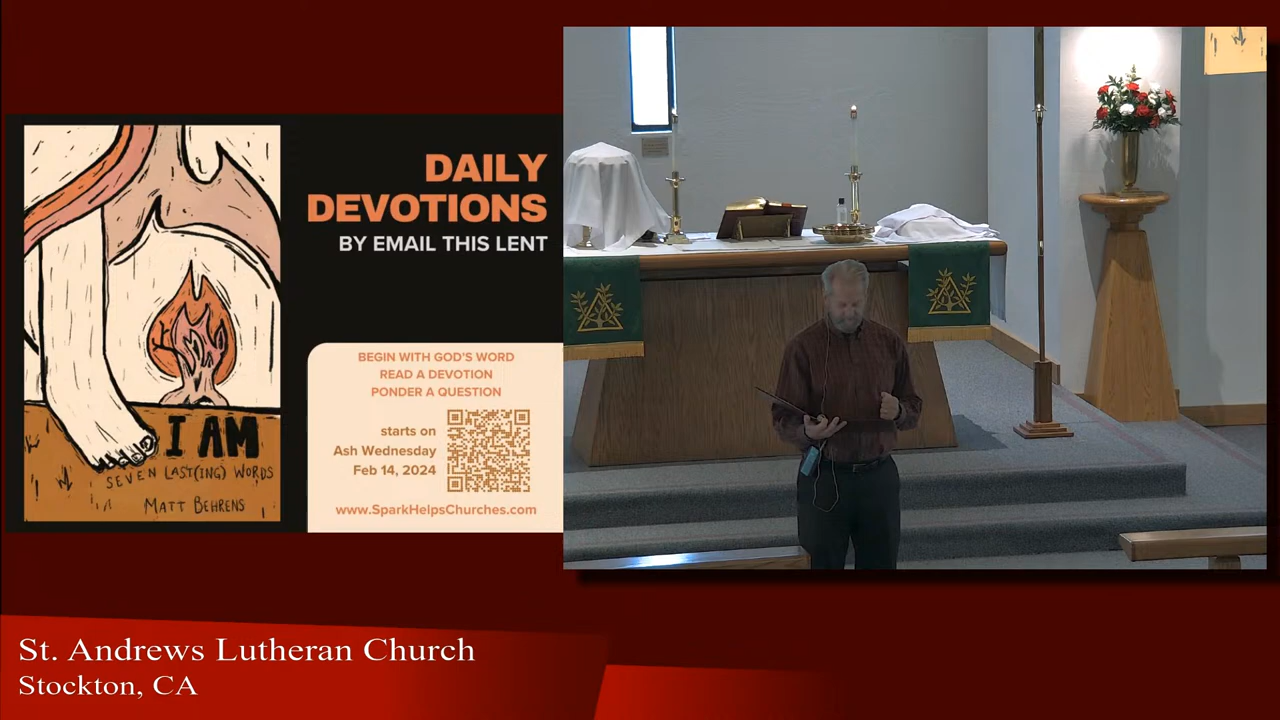 DAILY
DEVOTIONS
BY EMAIL THIS LENT
BEGIN WITH GOD'S WORD
READ A DEVOTION
PONDER A QUESTION
starts on
Ash Wednesday
Feb 14, 2024
www.SparkHelpsChurches.com
I AM
SEVEN LAST(ING) WORDS
MATT BEHRENS
St. Andrews Lutheran Church
Stockton, CA